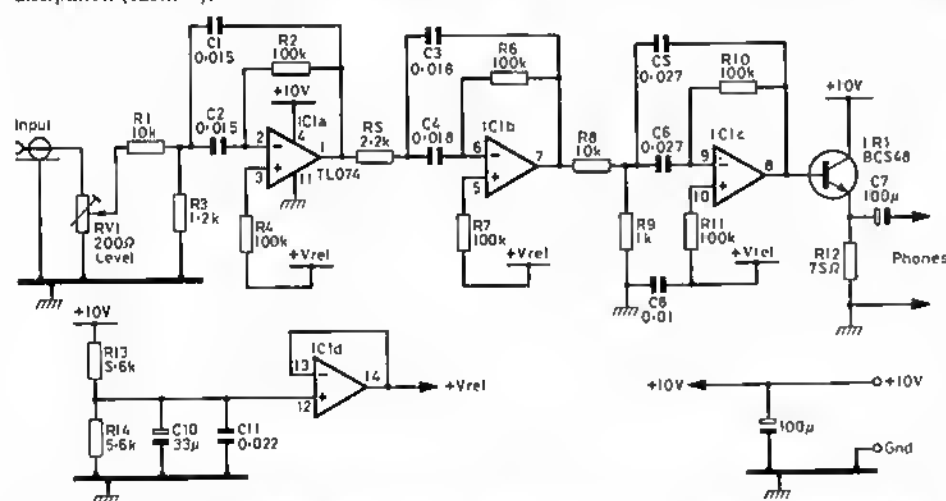 C1
0.015
R2
100k
+10V
IC1a
Input
R1
10k
C2
0.015
2
3
4
1
11
TL074
RV1
200Ω
Level
R3
1.2k
R4
100k
+Vref
C3
0.018
R6
100k
R5
2.2k
C4
0.018
IC1b
6
5
7
R7
100k
+Vref
C5
0.027
R10
100k
R8
10k
C6
0.027
IC1c
9
10
8
R9
1k
R11
100k
+Vref
C8
0.01
+10V
TR1
BC548
C7
100µ
R12
75Ω
Phones
+10V
R13
5.6k
R14
5.6k
C10
33µ
C11
0.022
IC1d
13
12
14
+Vref
+10V
+10V
100µ
Gnd